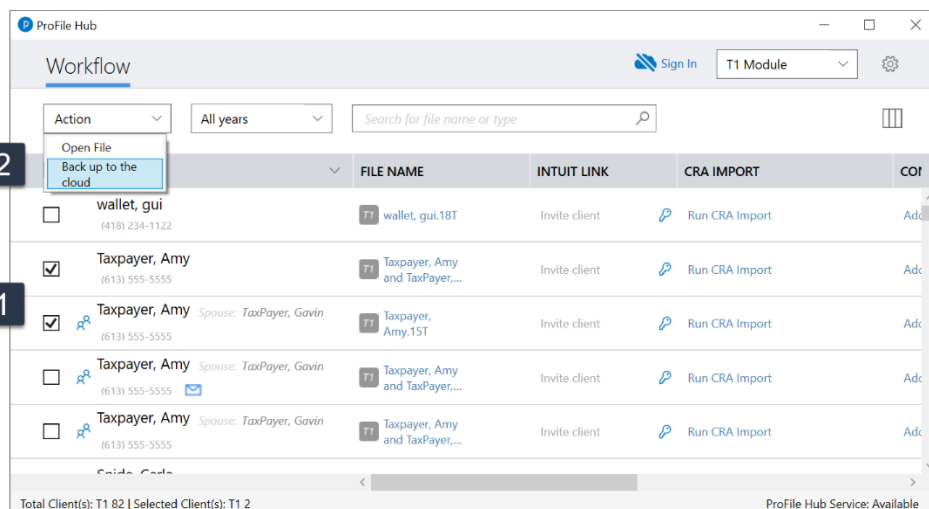 ProFile Hub
Workflow
Sign In
T1 Module
Action
All years
Search for file name or type
Open File
Back up to the
cloud
2
FILE NAME
INTUIT LINK
CRA IMPORT
wallet, gui
(418) 234-1122
T1 wallet, gui.18T
Invite client
Run CRA Import
Taxpayer, Amy
(613) 555-5555
T1 Taxpayer, Amy
and TaxPayer,...
Invite client
Run CRA Import
1
Taxpayer, Amy Spouse: TaxPayer, Gavin
(613) 555-5555
T1 Taxpayer,
Amy.15T
Invite client
Run CRA Import
Taxpayer, Amy Spouse: TaxPayer, Gavin
(613) 555-5555
T1 Taxpayer, Amy
and TaxPayer,...
Invite client
Run CRA Import
Taxpayer, Amy Spouse: TaxPayer, Gavin
(613) 555-5555
T1 Taxpayer, Amy
and TaxPayer,...
Invite client
Run CRA Import
Total Client(s): T1 82 | Selected Client(s): T1 2
ProFile Hub Service: Available